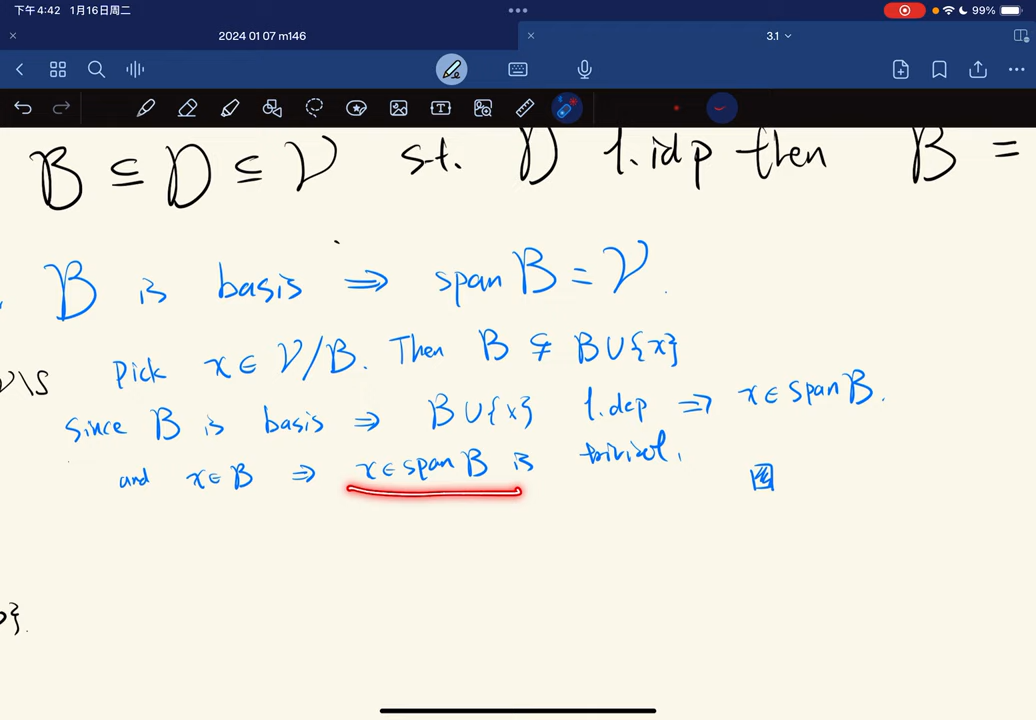 下午4:42 1月16日周二
99%
2024 01 07 m146
3.1
B ⊆ D ⊆ V s.t. D l.idp then B =
B is basis ⇒ span B = V.
Pick x ∈ V/B. Then B ⊊ B∪{x}
V\S
since B is basis ⇒ B∪{x} l.dep ⇒ x ∈ span B.
and x ∈ B ⇒ x ∈ span B is trivial.
}.